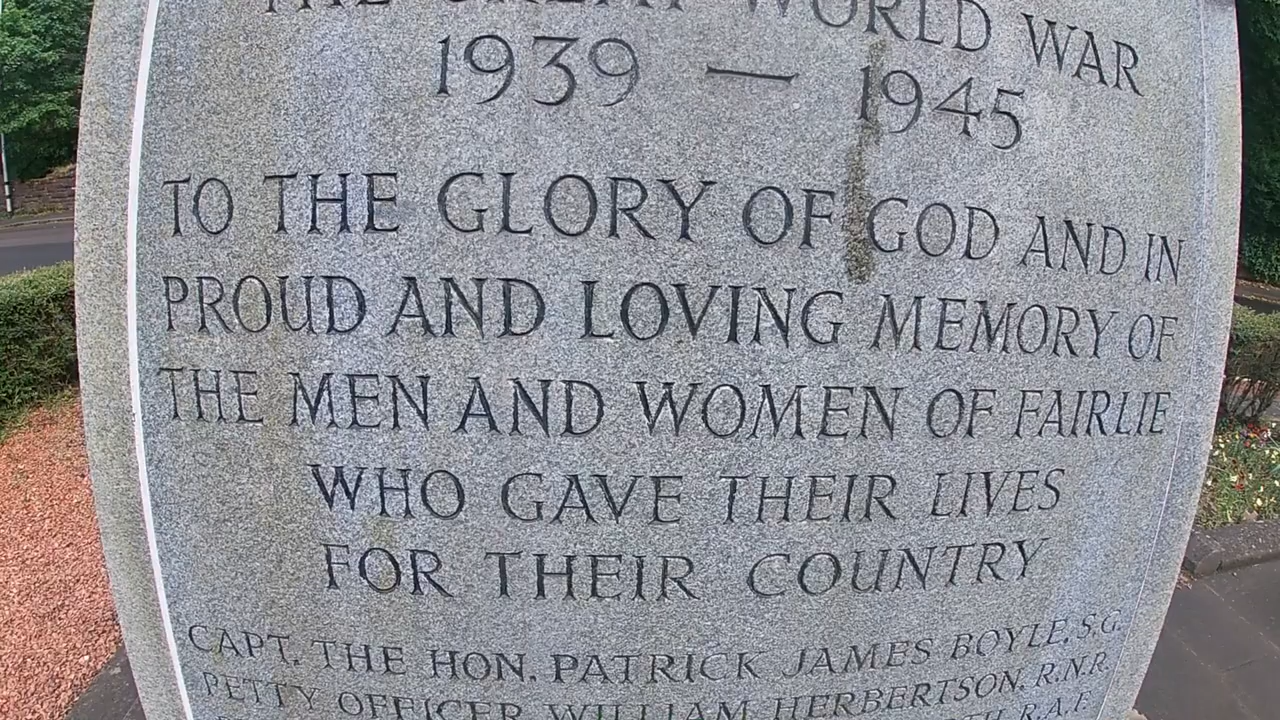 THE GREAT WORLD WAR
1939 — 1945
TO THE GLORY OF GOD AND IN
PROUD AND LOVING MEMORY OF
THE MEN AND WOMEN OF FAIRLIE
WHO GAVE THEIR LIVES
FOR THEIR COUNTRY
CAPT. THE HON. PATRICK JAMES BOYLE, S.G.
PETTY OFFICER WILLIAM HERBERTSON, R.N.R.
R.A.F.